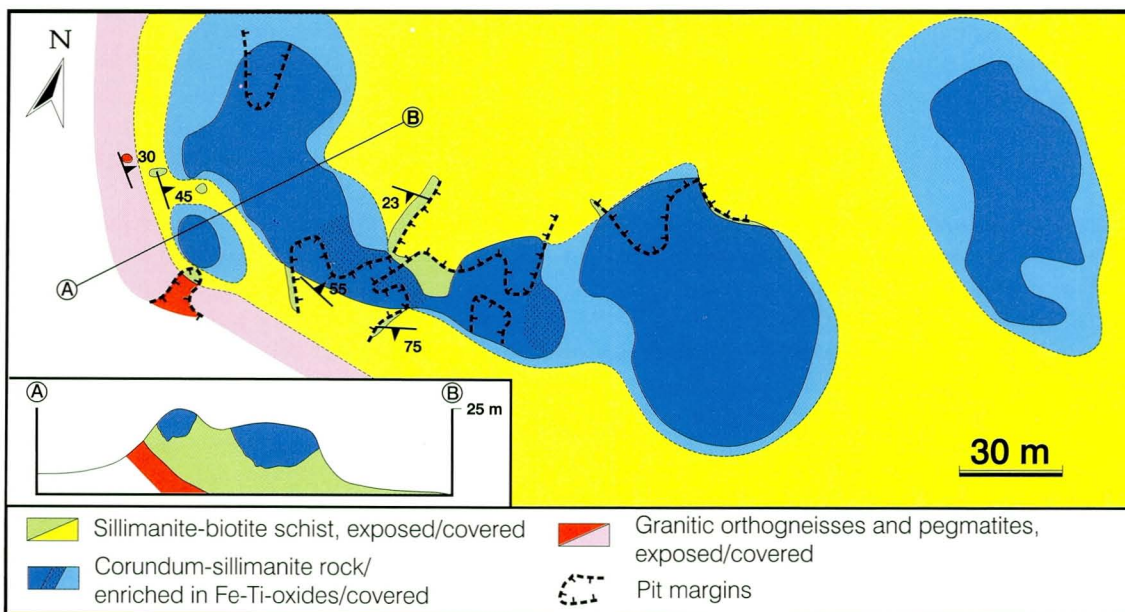 N
B
30
45
23
A
55
75
A
B
25 m
30 m
Sillimanite-biotite schist, exposed/covered
Granitic orthogneisses and pegmatites,
exposed/covered
Corundum-sillimanite rock/
enriched in Fe-Ti-oxides/covered
Pit margins